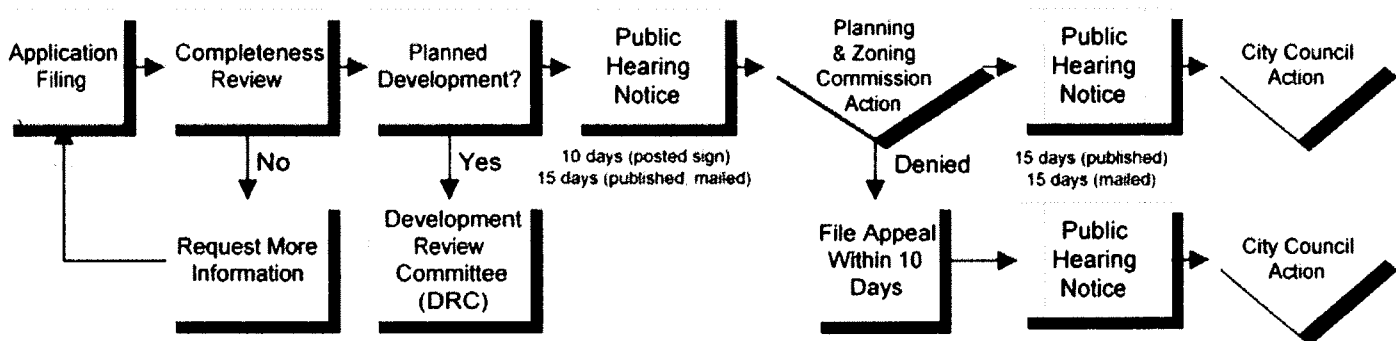 Application
Filing
Completeness
Review
Planned
Development?
Public
Hearing
Notice
Planning
& Zoning
Commission
Action
Public
Hearing
Notice
City Council
Action
No
Yes
10 days (posted sign)
15 days (published, mailed)
Denied
15 days (published)
15 days (mailed)
Request More
Information
Development
Review
Committee
(DRC)
File Appeal
Within 10
Days
Public
Hearing
Notice
City Council
Action